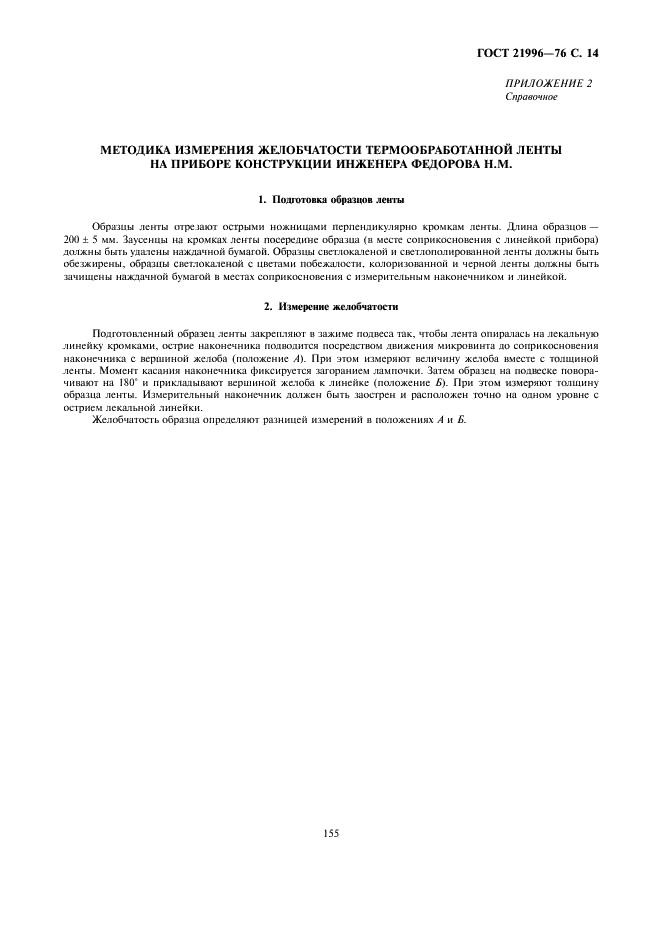 ГОСТ 21996—76 С. 14
ПРИЛОЖЕНИЕ 2
Справочное
МЕТОДИКА ИЗМЕРЕНИЯ ЖЕЛОБЧАТОСТИ ТЕРМООБРАБОТАННОЙ ЛЕНТЫ
НА ПРИБОРЕ КОНСТРУКЦИИ ИНЖЕНЕРА ФЕДОРОВА Н.М.
1. Подготовка образцов ленты
Образцы ленты отрезают острыми ножницами перпендикулярно кромкам ленты. Длина образцов —
200 ± 5 мм. Заусенцы на кромках ленты посередине образца (в месте соприкосновения с линейкой прибора)
должны быть удалены наждачной бумагой. Образцы светлокаленой и светлополированной ленты должны быть
обезжирены, образцы светлокаленой с цветами побежалости, колоризованной и черной ленты должны быть
зачищены наждачной бумагой в местах соприкосновения с измерительным наконечником и линейкой.
2. Измерение желобчатости
Подготовленный образец ленты закрепляют в зажиме подвеса так, чтобы лента опиралась на лекальную
линейку кромками, острие наконечника подводится посредством движения микровинта до соприкосновения
наконечника с вершиной желоба (положение А). При этом измеряют величину желоба вместе с толщиной
ленты. Момент касания наконечника фиксируется загоранием лампочки. Затем образец на подвеске повора-
чивают на 180° и прикладывают вершиной желоба к линейке (положение Б). При этом измеряют толщину
образца ленты. Измерительный наконечник должен быть заострен и расположен точно на одном уровне с
острием лекальной линейки.
Желобчатость образца определяют разницей измерений в положениях А и Б.
155